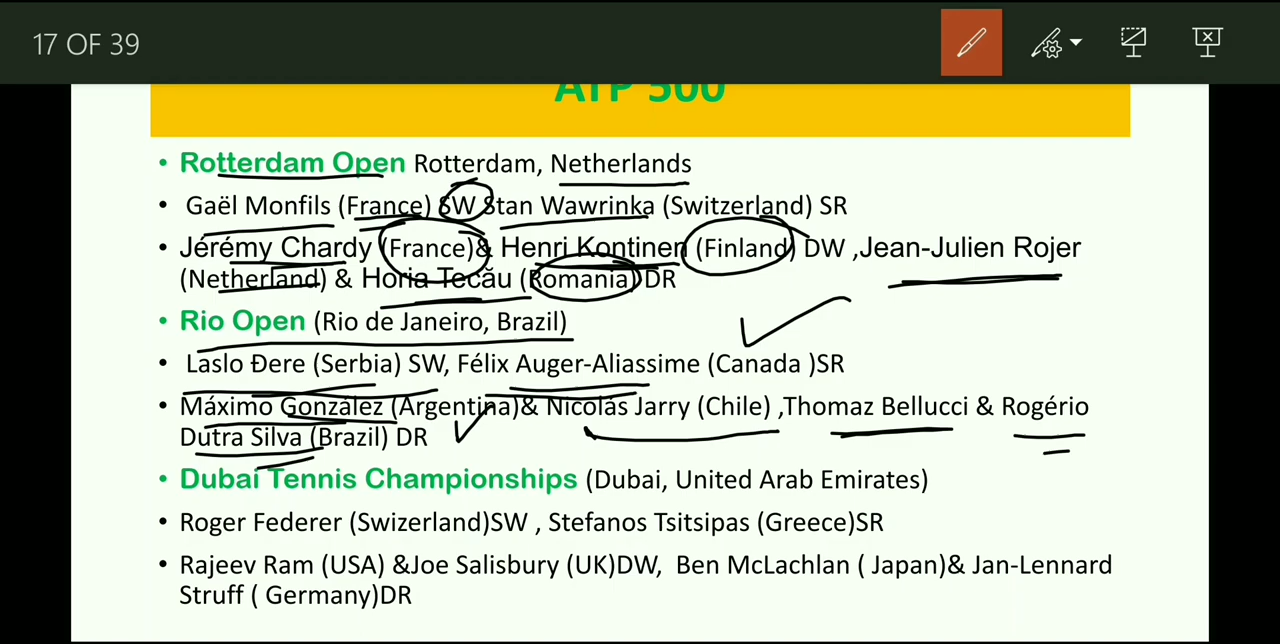 17 OF 39
ATP 500
• Rotterdam Open Rotterdam, Netherlands
• Gaël Monfils (France) SW Stan Wawrinka (Switzerland) SR
• Jérémy Chardy (France)& Henri Kontinen (Finland) DW ,Jean-Julien Rojer
(Netherland) & Horia Tecău (Romania) DR
• Rio Open (Rio de Janeiro, Brazil)
• Laslo Đere (Serbia) SW, Félix Auger-Aliassime (Canada )SR
• Máximo González (Argentina)& Nicolás Jarry (Chile) ,Thomaz Bellucci & Rogério
Dutra Silva (Brazil) DR
• Dubai Tennis Championships (Dubai, United Arab Emirates)
• Roger Federer (Swizerland)SW , Stefanos Tsitsipas (Greece)SR
• Rajeev Ram (USA) &Joe Salisbury (UK)DW, Ben McLachlan ( Japan)& Jan-Lennard
Struff ( Germany)DR